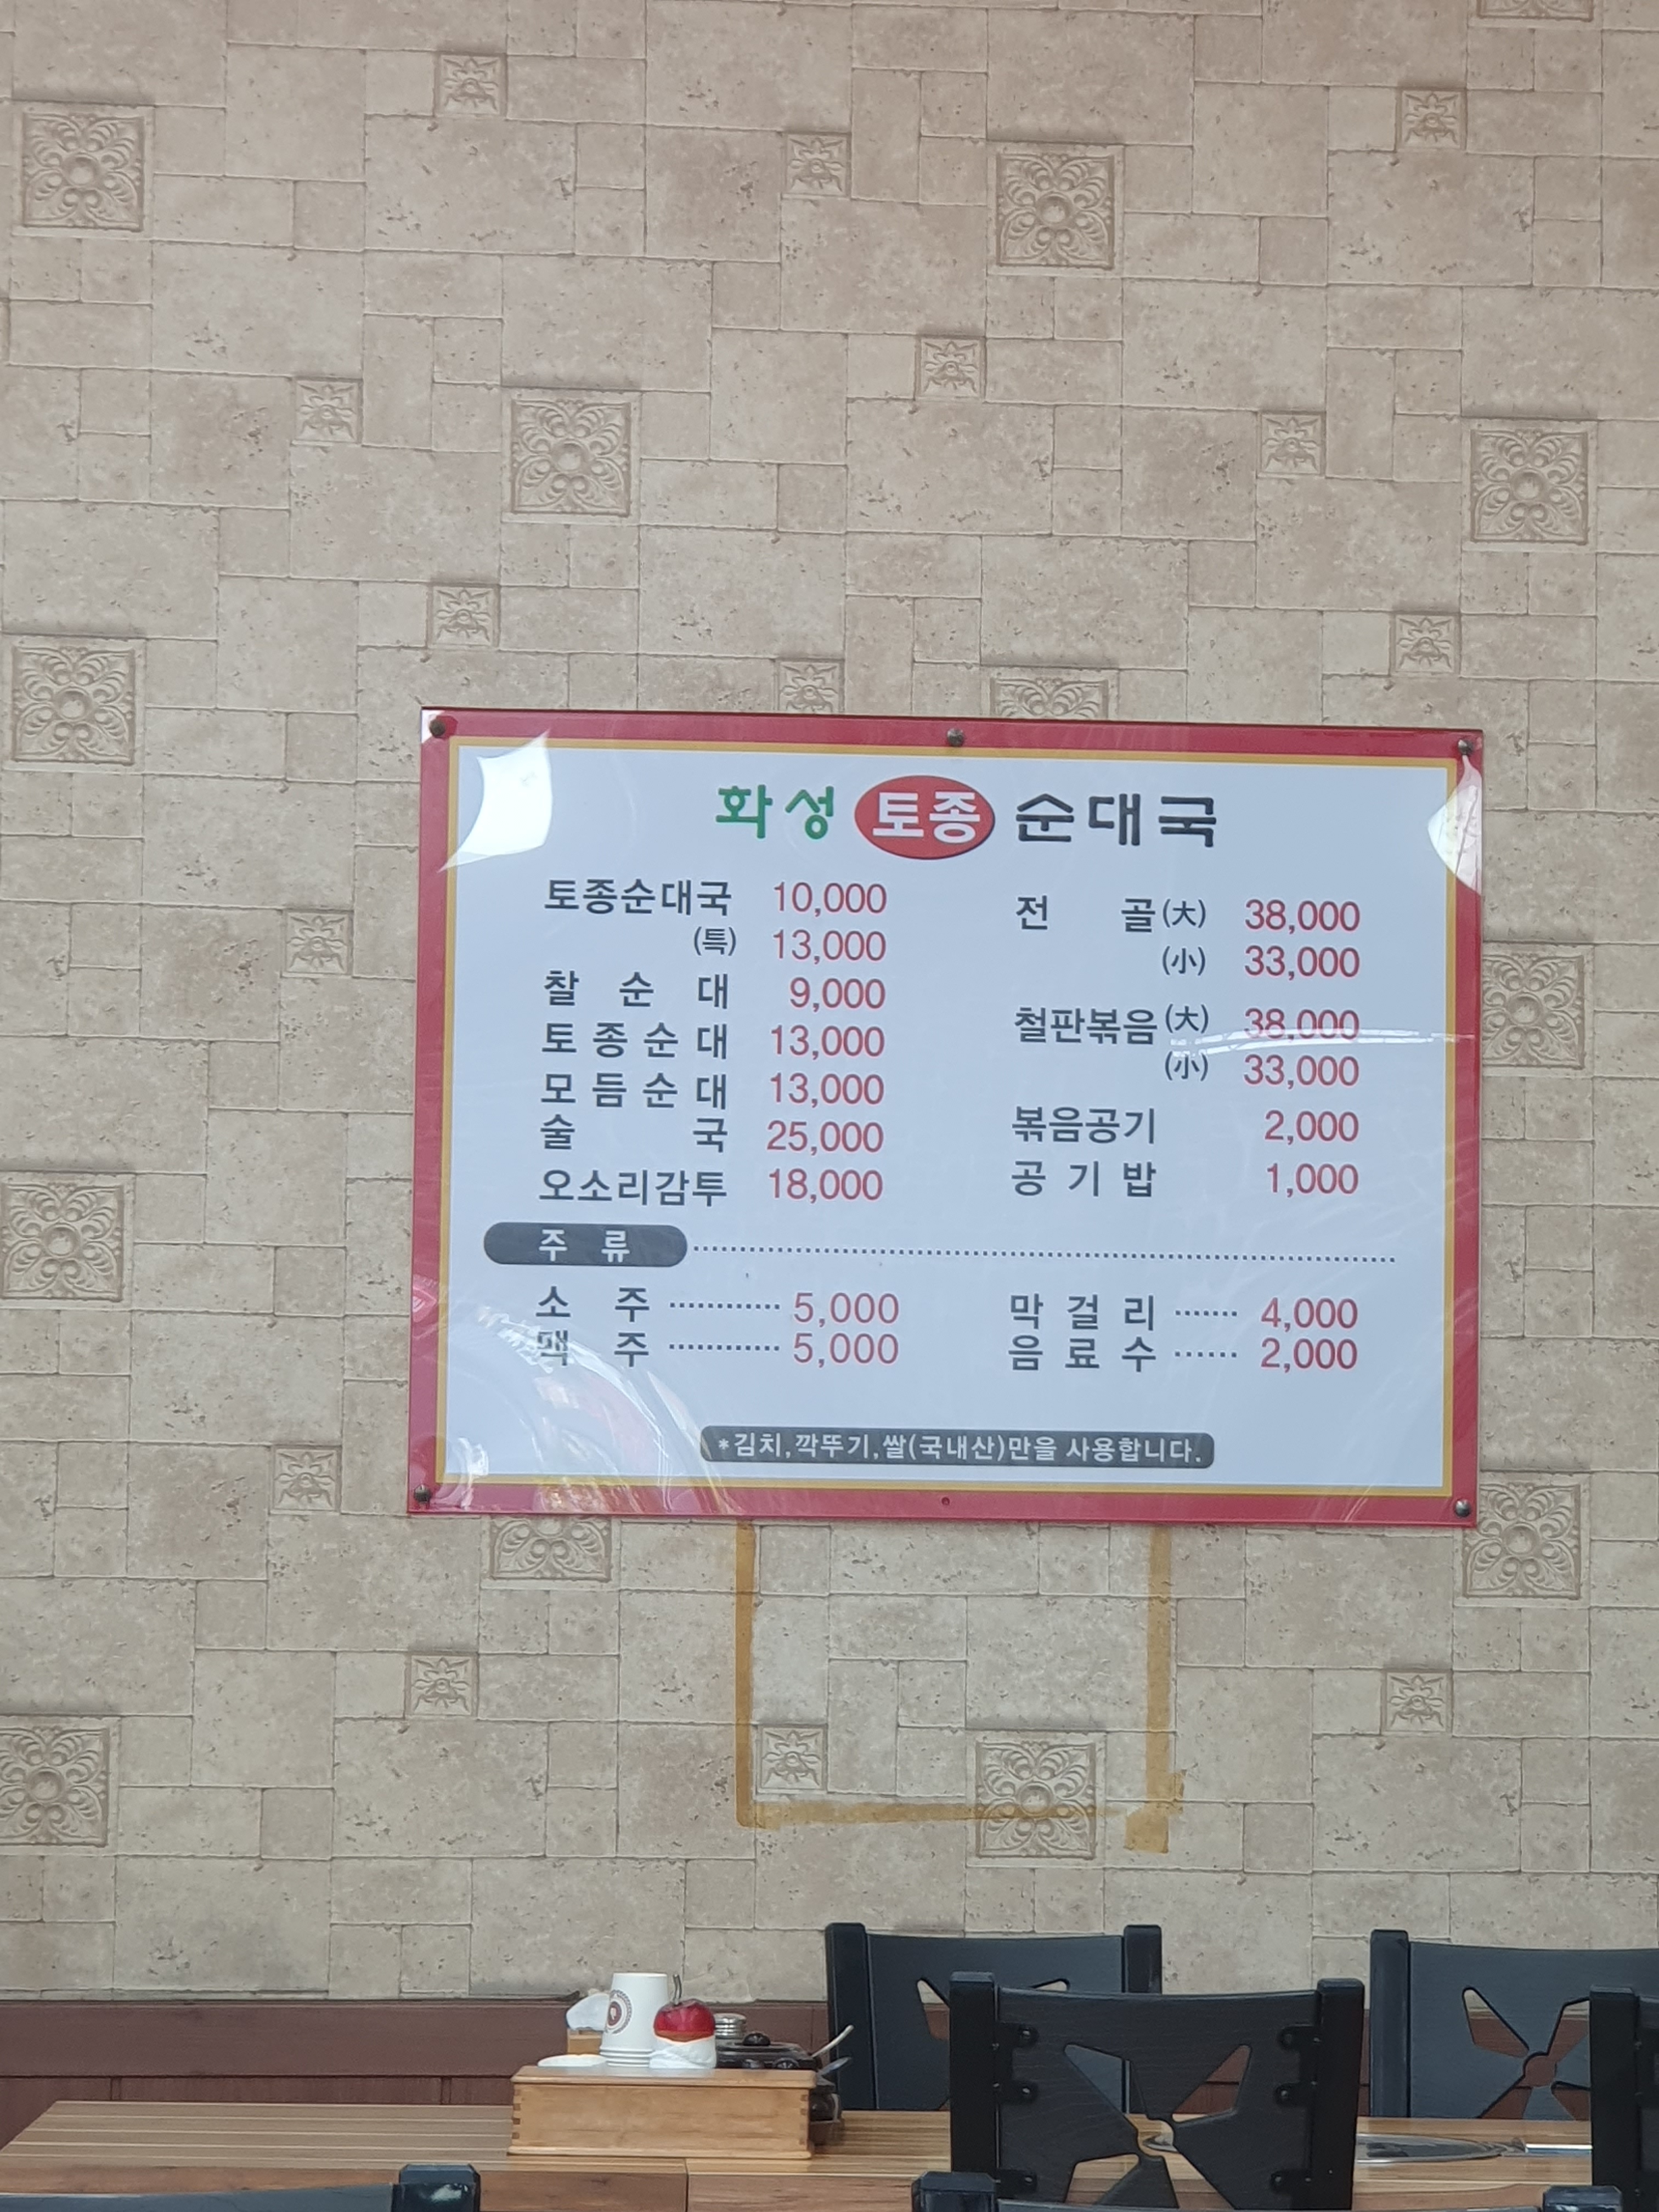 화성 토종 순대국
토종순대국 10,000
(특) 13,000
찰순대 9,000
토종순대 13,000
모듬순대 13,000
술국 25,000
오소리감투 18,000
전골(大) 38,000
(小) 33,000
철판볶음(大) 38,000
(小) 33,000
볶음공기 2,000
공기밥 1,000
주류
소주 ············ 5,000
맥주 ············ 5,000
막걸리 ······· 4,000
음료수 ······ 2,000
*김치,깍뚜기,쌀(국내산)만을 사용합니다.